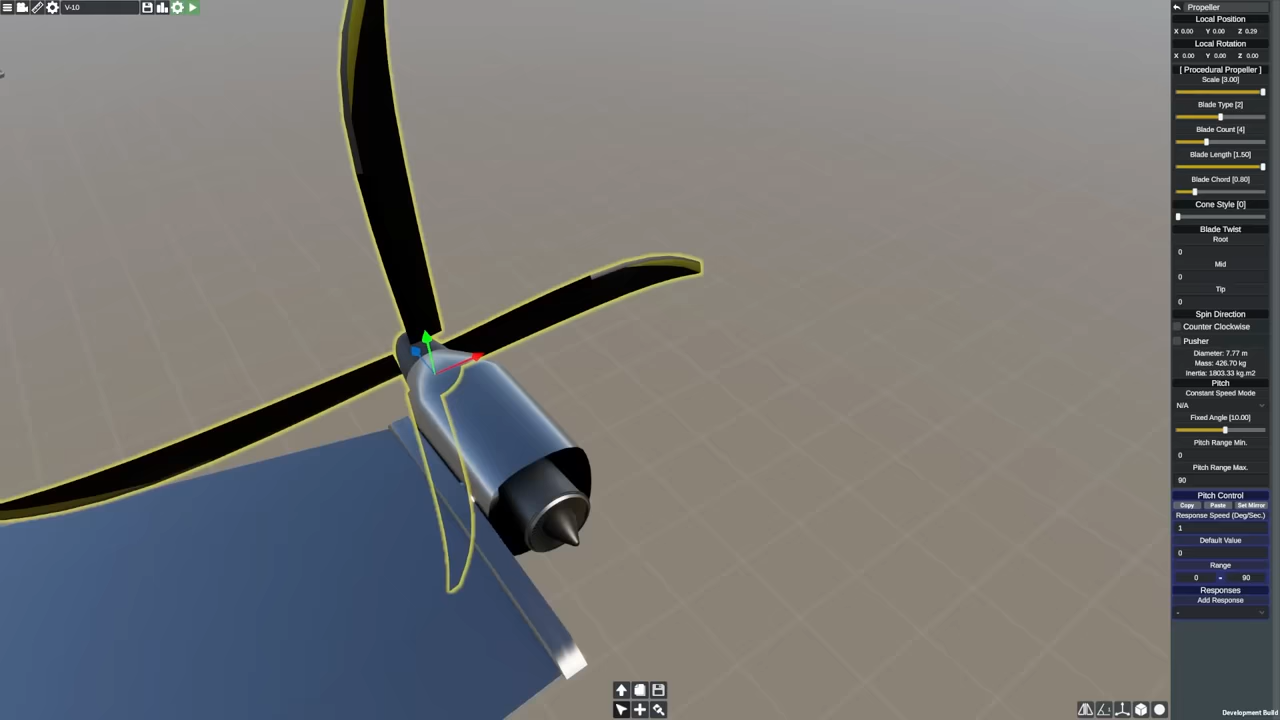 V-10
Propeller
Local Position
X 0.00 Y 0.00 Z 0.29
Local Rotation
X 0.00 Y 0.00 Z 0.00
[ Procedural Propeller ]
Scale [3.00]
Blade Type [2]
Blade Count [4]
Blade Length [1.50]
Blade Chord [0.80]
Cone Style [0]
Blade Twist
Root
0
Mid
0
Tip
0
Spin Direction
Counter Clockwise
Pusher
Diameter: 7.77 m
Mass: 426.70 kg
Inertia: 1803.33 kg.m2
Pitch
Constant Speed Mode
N/A
Fixed Angle [10.00]
Pitch Range Min.
0
Pitch Range Max.
90
Pitch Control
Copy Paste Set Mirror
Response Speed (Deg/Sec.)
1
Default Value
0
Range
0 - 90
Responses
Add Response
-
Development Build